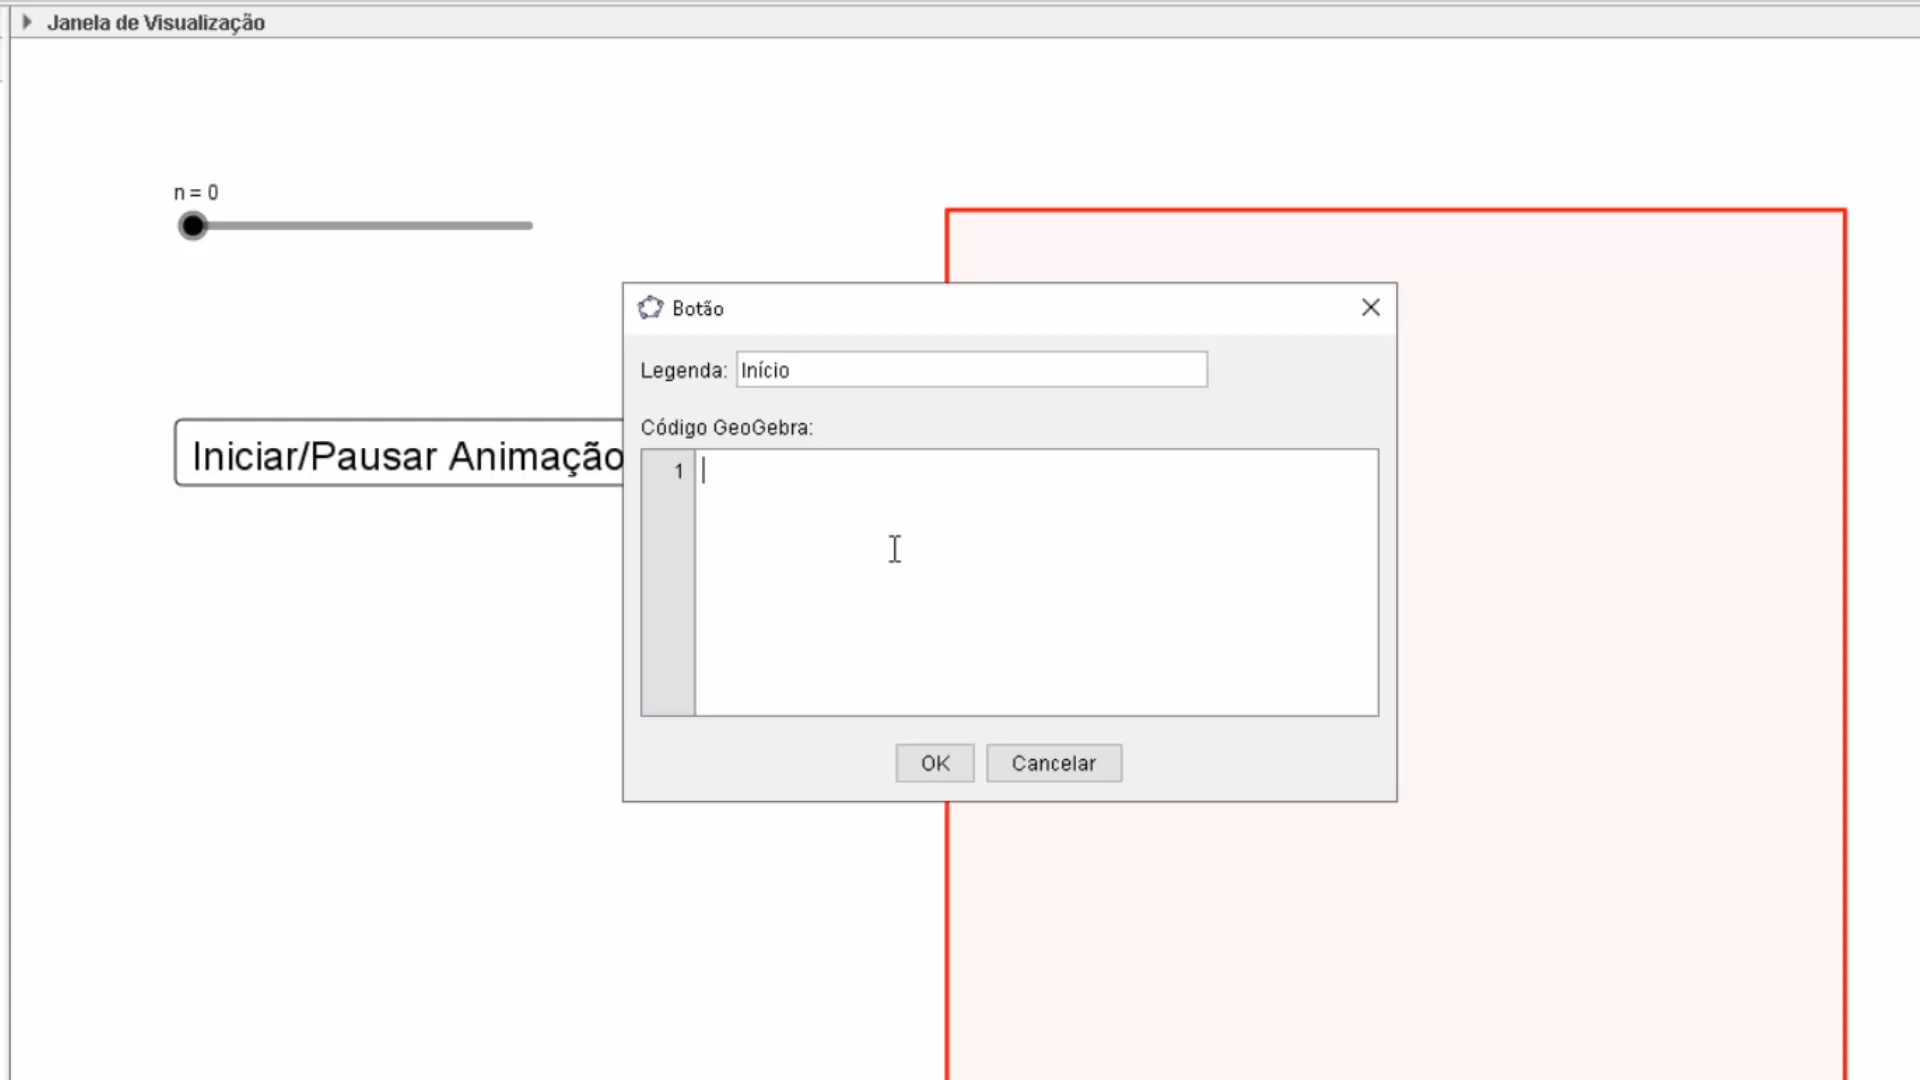 Janela de Visualização
n = 0
Botão
Legenda: Início
Código GeoGebra:
Iniciar/Pausar Animação
1
OK Cancelar